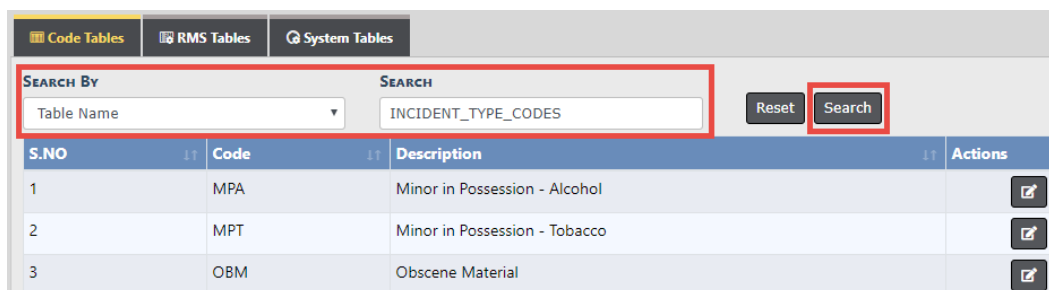 Code Tables RMS Tables System Tables
SEARCH BY SEARCH
Table Name INCIDENT_TYPE_CODES Reset Search
S.NO Code Description Actions
1 MPA Minor in Possession - Alcohol
2 MPT Minor in Possession - Tobacco
3 OBM Obscene Material